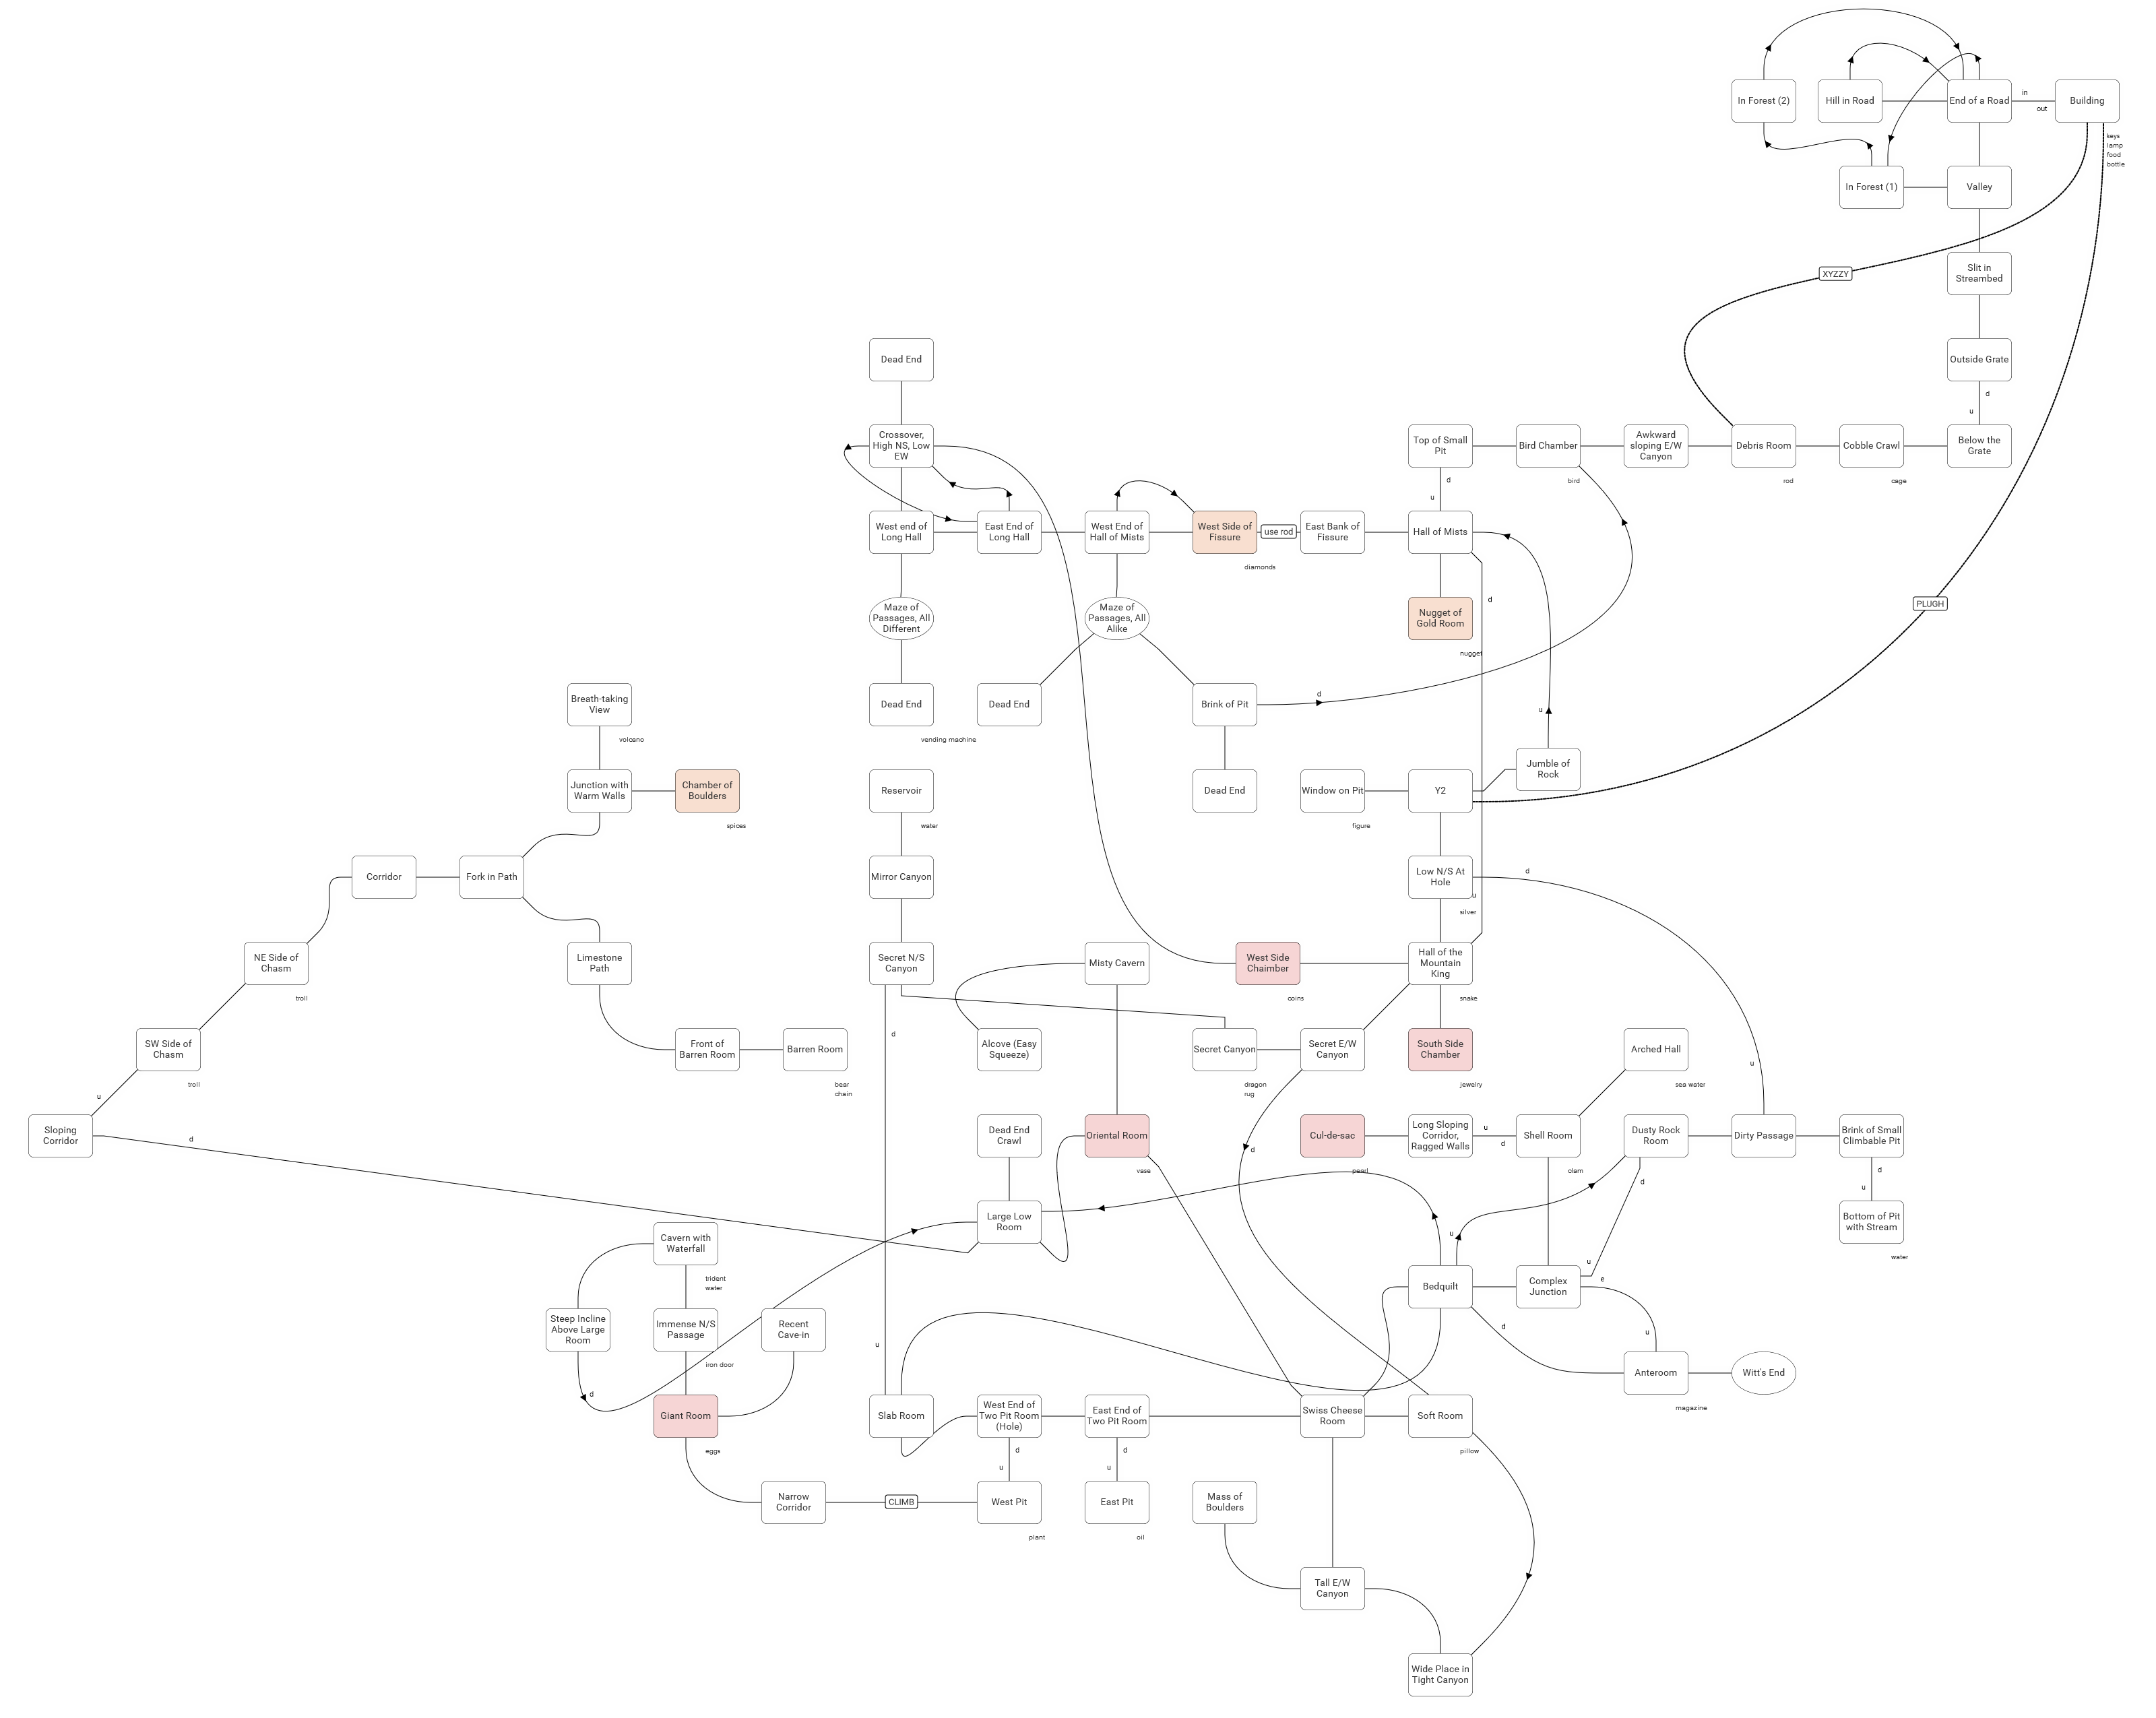 In Forest (2)
Hill in Road
End of a Road
in
out
Building
keys
lamp
food
bottle
In Forest (1)
Valley
XYZZY
Slit in
Streambed
Dead End
Outside Grate
d
u
Crossover,
High NS, Low
EW
Top of Small
Pit
Bird Chamber
Awkward
sloping E/W
Canyon
Debris Room
Cobble Crawl
Below the
Grate
bird
rod
cage
d
u
West end of
Long Hall
East End of
Long Hall
West End of
Hall of Mists
West Side of
Fissure
use rod
East Bank of
Fissure
Hall of Mists
diamonds
d
Maze of
Passages, All
Different
Maze of
Passages, All
Alike
Nugget of
Gold Room
PLUGH
nugget
Breath-taking
View
Dead End
Dead End
Brink of Pit
d
u
volcano
vending machine
Junction with
Warm Walls
Chamber of
Boulders
Reservoir
Dead End
Window on Pit
Y2
Jumble of
Rock
spices
water
figure
Corridor
Fork in Path
Mirror Canyon
Low N/S At
Hole
d
u
silver
NE Side of
Chasm
Limestone
Path
Secret N/S
Canyon
Misty Cavern
West Side
Chaimber
Hall of the
Mountain
King
troll
coins
snake
d
SW Side of
Chasm
Front of
Barren Room
Barren Room
Alcove (Easy
Squeeze)
Secret Canyon
Secret E/W
Canyon
South Side
Chamber
Arched Hall
u
troll
bear
chain
dragon
rug
jewelry
sea water
u
Sloping
Corridor
d
Dead End
Crawl
Oriental Room
Cul-de-sac
Long Sloping
Corridor,
Ragged Walls
u
d
Shell Room
Dusty Rock
Room
Dirty Passage
Brink of Small
Climbable Pit
d
vase
pearl
clam
d
d
u
Large Low
Room
Bottom of Pit
with Stream
Cavern with
Waterfall
u
water
trident
water
Bedquilt
Complex
Junction
u
e
Steep Incline
Above Large
Room
Immense N/S
Passage
Recent
Cave-in
d
u
u
iron door
Anteroom
Witt's End
d
magazine
Giant Room
Slab Room
West End of
Two Pit Room
(Hole)
East End of
Two Pit Room
Swiss Cheese
Room
Soft Room
eggs
d
u
d
u
pillow
Narrow
Corridor
CLIMB
West Pit
East Pit
Mass of
Boulders
plant
oil
Tall E/W
Canyon
Wide Place in
Tight Canyon